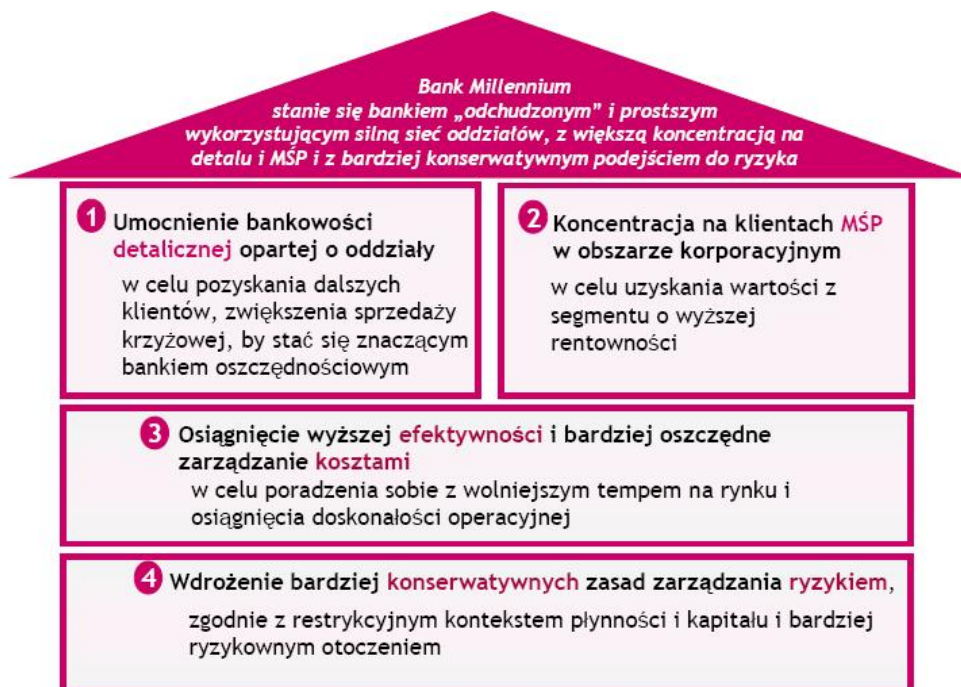 Bank Millennium
stanie się bankiem „odchudzonym” i prostszym
wykorzystującym silną sieć oddziałów, z większą koncentracją na
detalu i MŚP i z bardziej konserwatywnym podejściem do ryzyka
1 Umocnienie bankowości
detalicznej opartej o oddziały
w celu pozyskania dalszych
klientów, zwiększenia sprzedaży
krzyżowej, by stać się znaczącym
bankiem oszczędnościowym
2 Koncentracja na klientach MŚP
w obszarze korporacyjnym
w celu uzyskania wartości z
segmentu o wyższej
rentowności
3 Osiągnięcie wyższej efektywności i bardziej oszczędne
zarządzanie kosztami
w celu poradzenia sobie z wolniejszym tempem na rynku i
osiągnięcia doskonałości operacyjnej
4 Wdrożenie bardziej konserwatywnych zasad zarządzania ryzykiem,
zgodnie z restrykcyjnym kontekstem płynności i kapitału i bardziej
ryzykownym otoczeniem